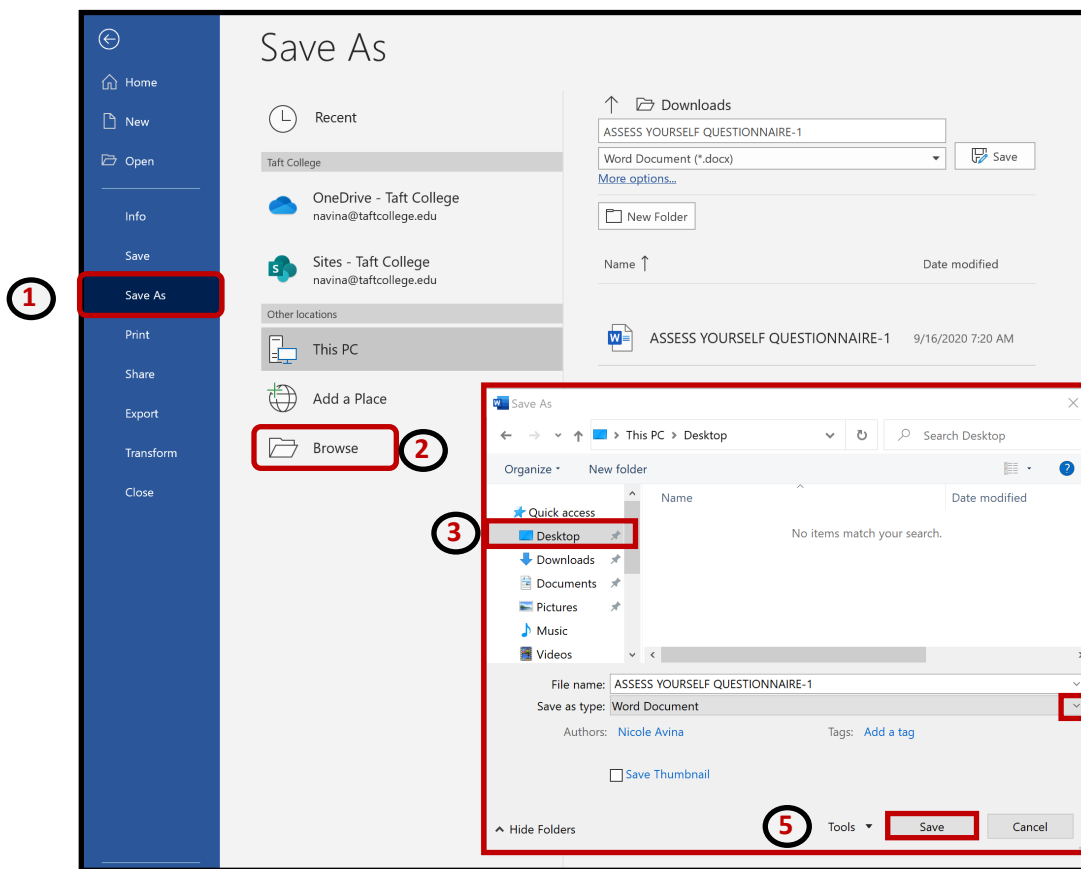 Save As
Home
New
Open
Info
Save
1
Save As
Print
Share
Export
Transform
Close
Recent
Taft College
OneDrive - Taft College
navina@taftcollege.edu
Sites - Taft College
navina@taftcollege.edu
Other locations
This PC
Add a Place
Browse
2
Downloads
ASSESS YOURSELF QUESTIONNAIRE-1
Word Document (*.docx)
Save
More options...
New Folder
Name Date modified
ASSESS YOURSELF QUESTIONNAIRE-1 9/16/2020 7:20 AM
Save As
This PC > Desktop
Search Desktop
Organize New folder
Name Date modified
No items match your search.
Quick access
3
Desktop
Downloads
Documents
Pictures
Music
Videos
File name: ASSESS YOURSELF QUESTIONNAIRE-1
Save as type: Word Document
Authors: Nicole Avina Tags: Add a tag
Save Thumbnail
Hide Folders
5
Tools Save Cancel